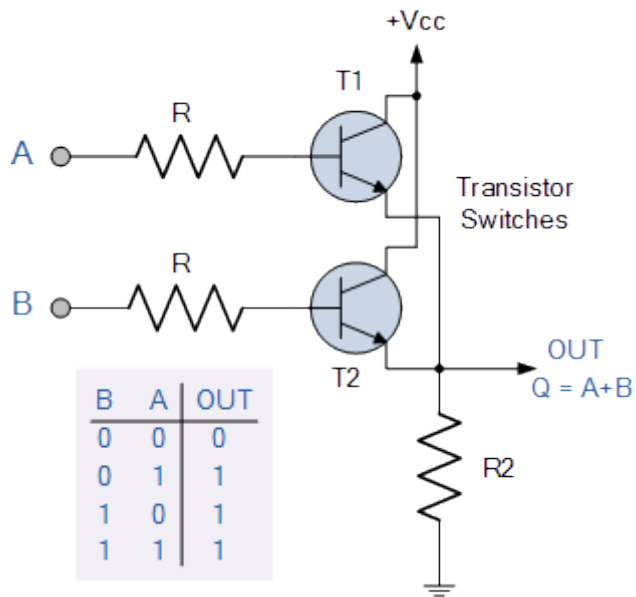 +Vcc
T1
R
A
Transistor
Switches
R
B
T2
OUT
Q = A+B
B A OUT
0 0 0
0 1 1
1 0 1
1 1 1
R2